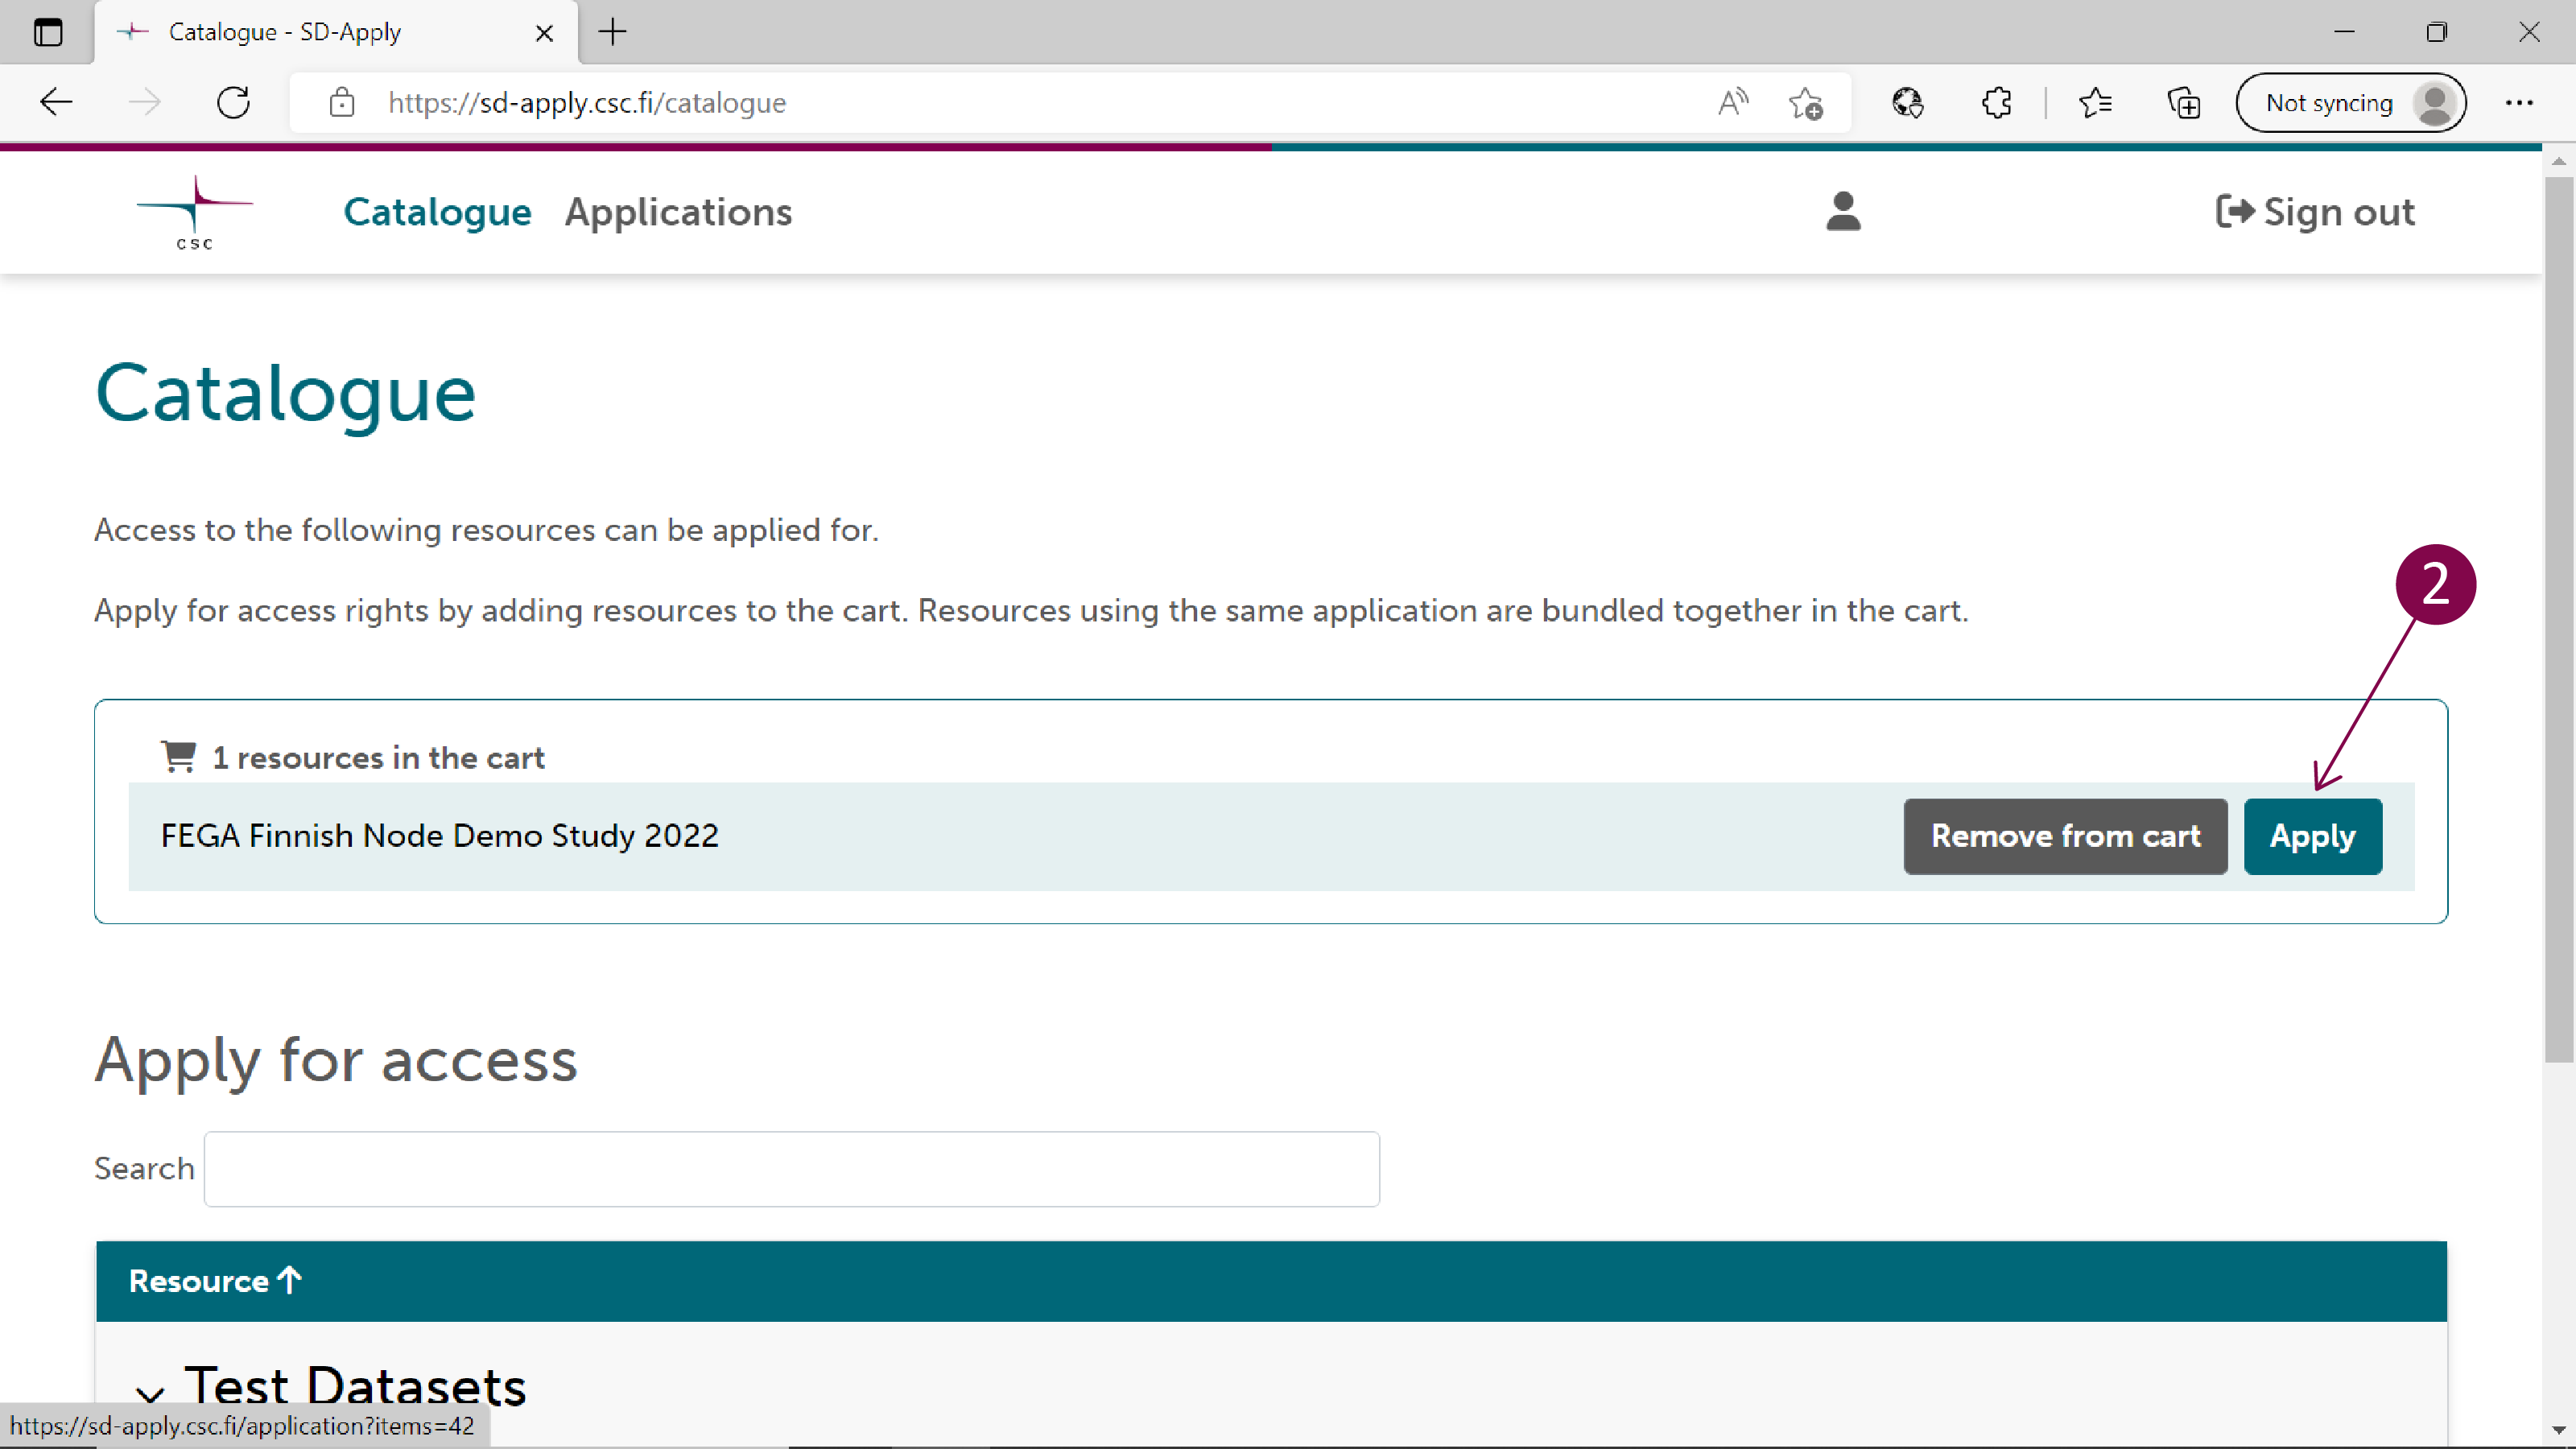 Catalogue - SD-Apply
https://sd-apply.csc.fi/catalogue
Not syncing
CSC
Catalogue
Applications
Sign out
Catalogue
Access to the following resources can be applied for.
Apply for access rights by adding resources to the cart. Resources using the same application are bundled together in the cart.
2
1 resources in the cart
FEGA Finnish Node Demo Study 2022
Remove from cart
Apply
Apply for access
Search
Resource
Test Datasets
https://sd-apply.csc.fi/application?items=42